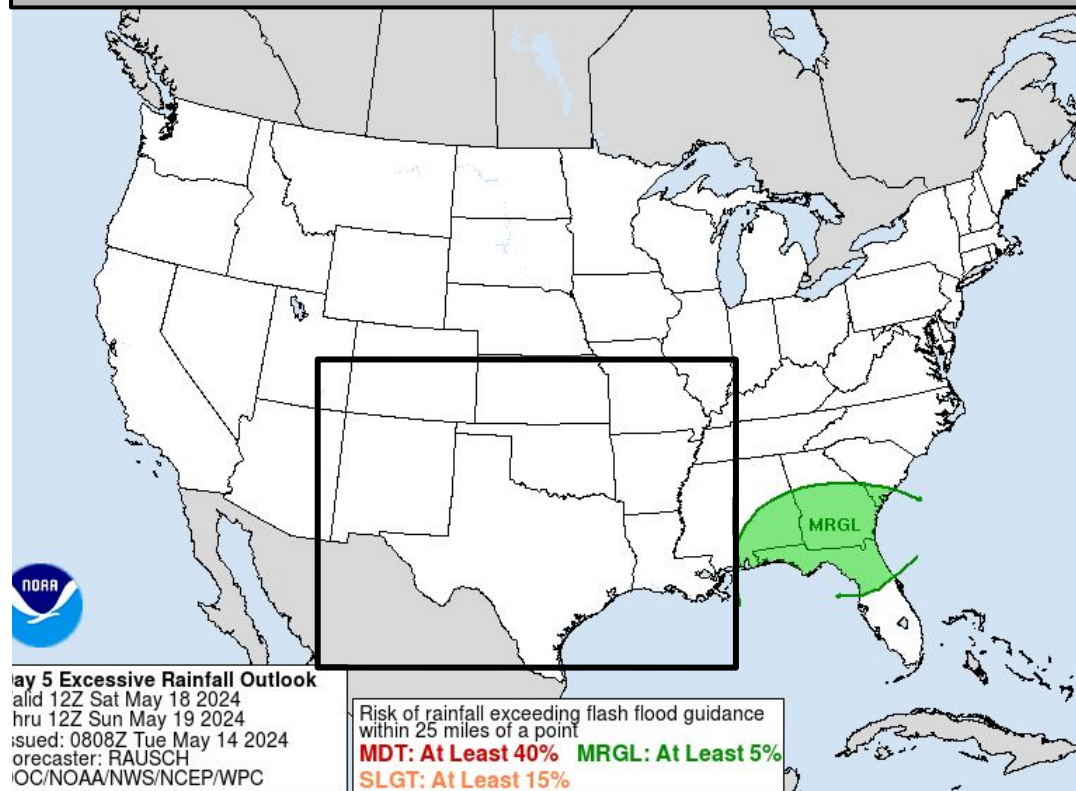 MRGL
NOAA
ay 5 Excessive Rainfall Outlook
alid 12Z Sat May 18 2024
hru 12Z Sun May 19 2024
ssued: 0808Z Tue May 14 2024
orecaster: RAUSCH
DOC/NOAA/NWS/NCEP/WPC
Risk of rainfall exceeding flash flood guidance
within 25 miles of a point
MDT: At Least 40% MRGL: At Least 5%
SLGT: At Least 15%